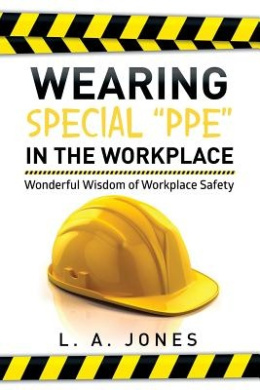 WEARING
SPECIAL "PPE"
IN THE WORKPLACE
Wonderful Wisdom of Workplace Safety
L. A. JONES